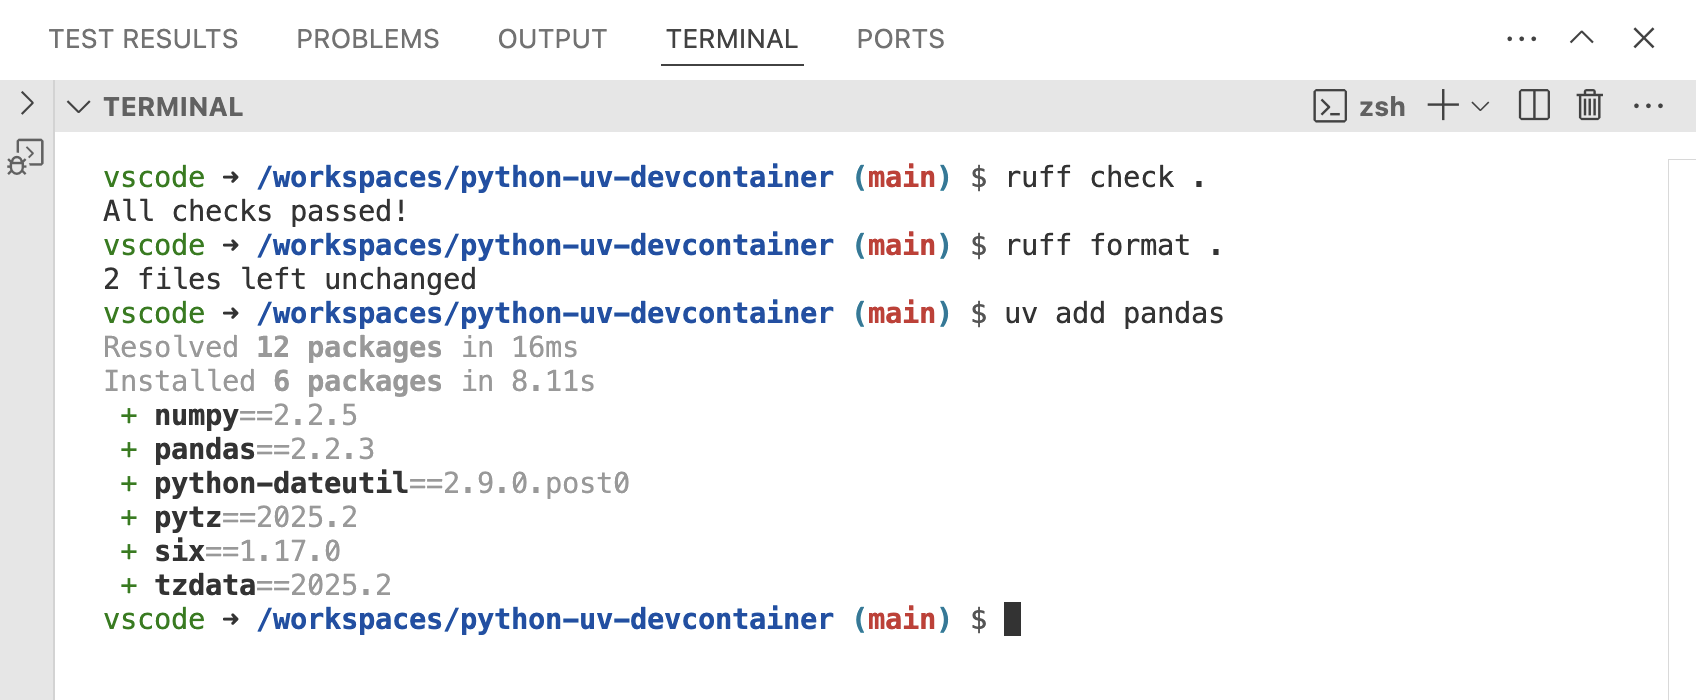 TEST RESULTS PROBLEMS OUTPUT TERMINAL PORTS
TERMINAL zsh
vscode ➜ /workspaces/python-uv-devcontainer (main) $ ruff check .
All checks passed!
vscode ➜ /workspaces/python-uv-devcontainer (main) $ ruff format .
2 files left unchanged
vscode ➜ /workspaces/python-uv-devcontainer (main) $ uv add pandas
Resolved 12 packages in 16ms
Installed 6 packages in 8.11s
 + numpy==2.2.5
 + pandas==2.2.3
 + python-dateutil==2.9.0.post0
 + pytz==2025.2
 + six==1.17.0
 + tzdata==2025.2
vscode ➜ /workspaces/python-uv-devcontainer (main) $